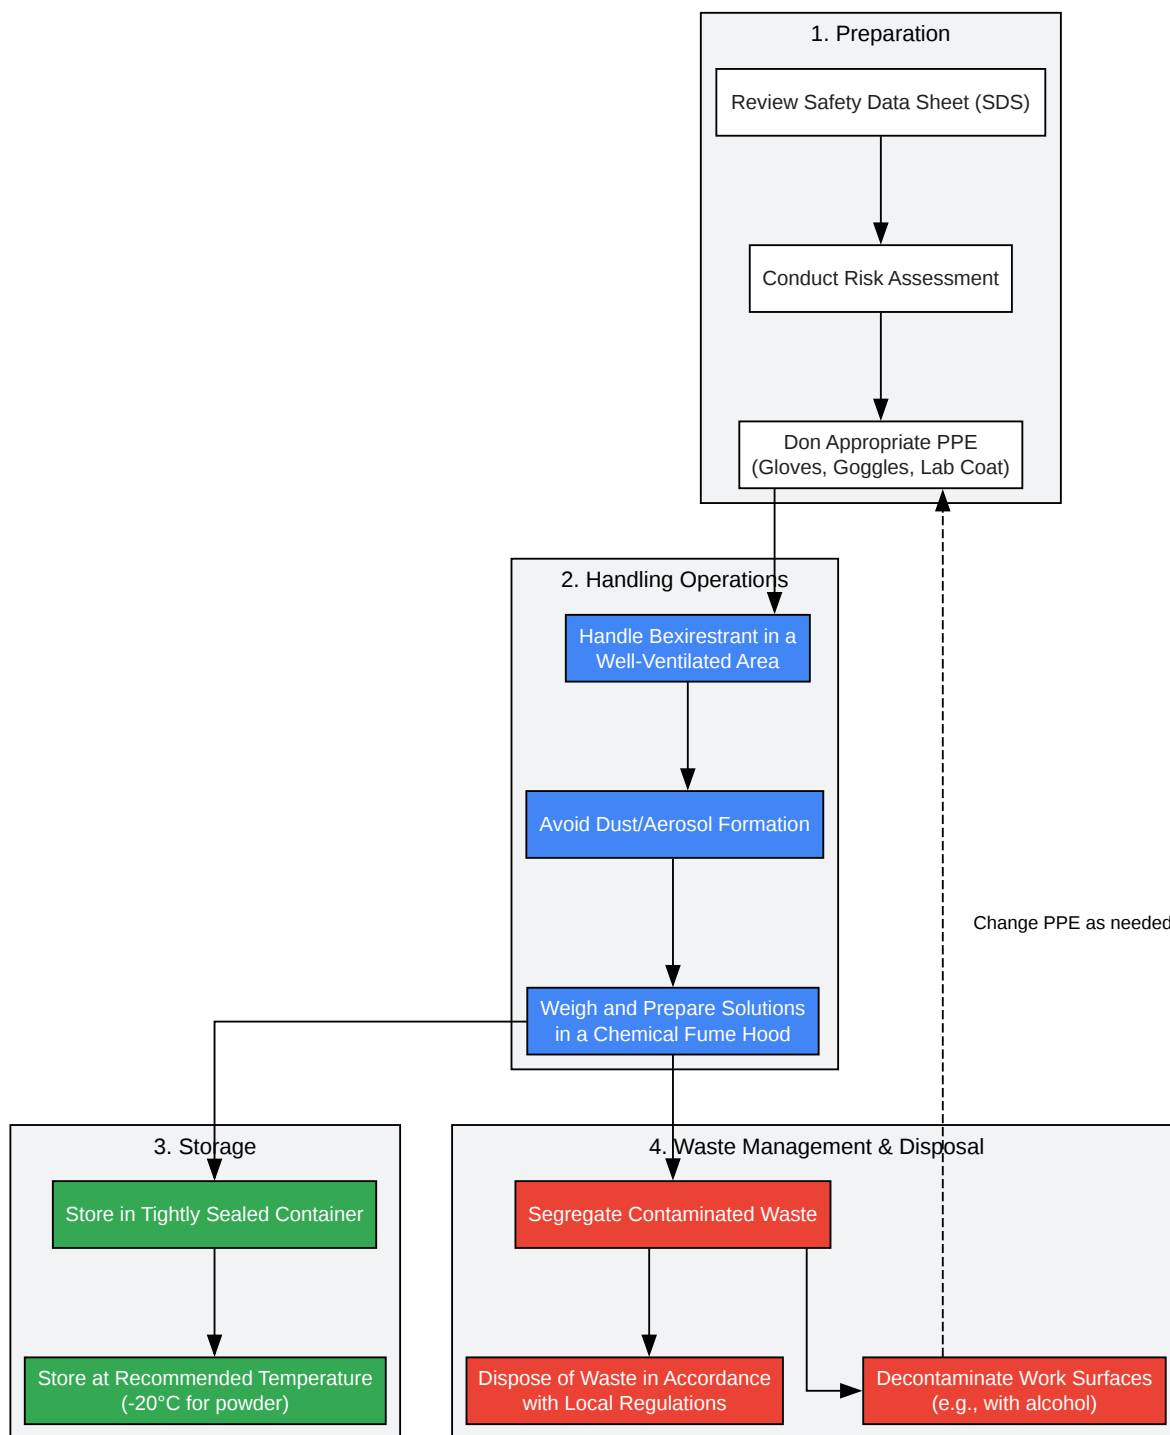 1. Preparation
Review Safety Data Sheet (SDS)
Conduct Risk Assessment
Don Appropriate PPE
(Gloves, Goggles, Lab Coat)
2. Handling Operations
Handle Bexirestrant in a
Well-Ventilated Area
Avoid Dust/Aerosol Formation
Change PPE as needed
Weigh and Prepare Solutions
in a Chemical Fume Hood
3. Storage
Store in Tightly Sealed Container
Store at Recommended Temperature
(-20°C for powder)
4. Waste Management & Disposal
Segregate Contaminated Waste
Dispose of Waste in Accordance
with Local Regulations
Decontaminate Work Surfaces
(e.g., with alcohol)